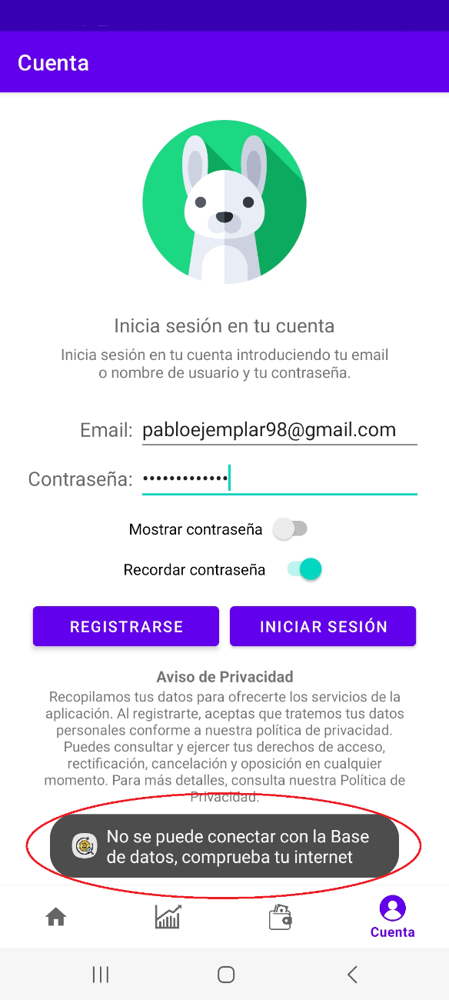 Cuenta
Inicia sesión en tu cuenta
Inicia sesión en tu cuenta introduciendo tu email
o nombre de usuario y tu contraseña.
Email: pabloejemplar98@gmail.com
Contraseña: •••••••••••••
Mostrar contraseña
Recordar contraseña
REGISTRARSE INICIAR SESIÓN
Aviso de Privacidad
Recopilamos tus datos para ofrecerte los servicios de la
aplicación. Al registrarte, aceptas que tratemos tus datos
personales conforme a nuestra política de privacidad.
Puedes consultar y ejercer tus derechos de acceso,
rectificación, cancelación y oposición en cualquier
momento. Para más detalles, consulta nuestra Política de
Privacidad.
No se puede conectar con la Base
de datos, comprueba tu internet
Cuenta